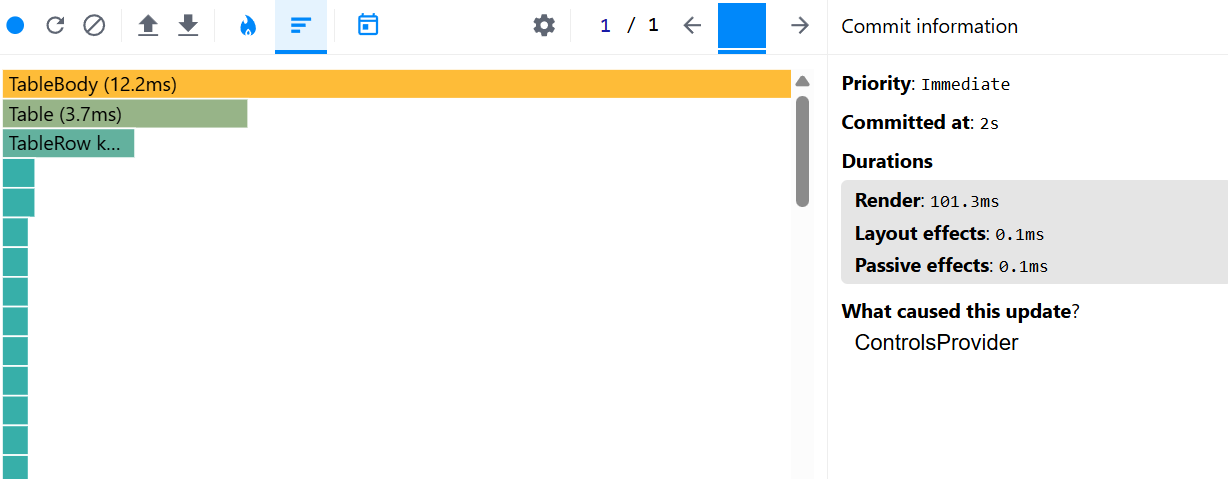 1 / 1
Commit information
TableBody (12.2ms)
Table (3.7ms)
TableRow k...
Priority: Immediate
Committed at: 2s
Durations
Render: 101.3ms
Layout effects: 0.1ms
Passive effects: 0.1ms
What caused this update?
ControlsProvider